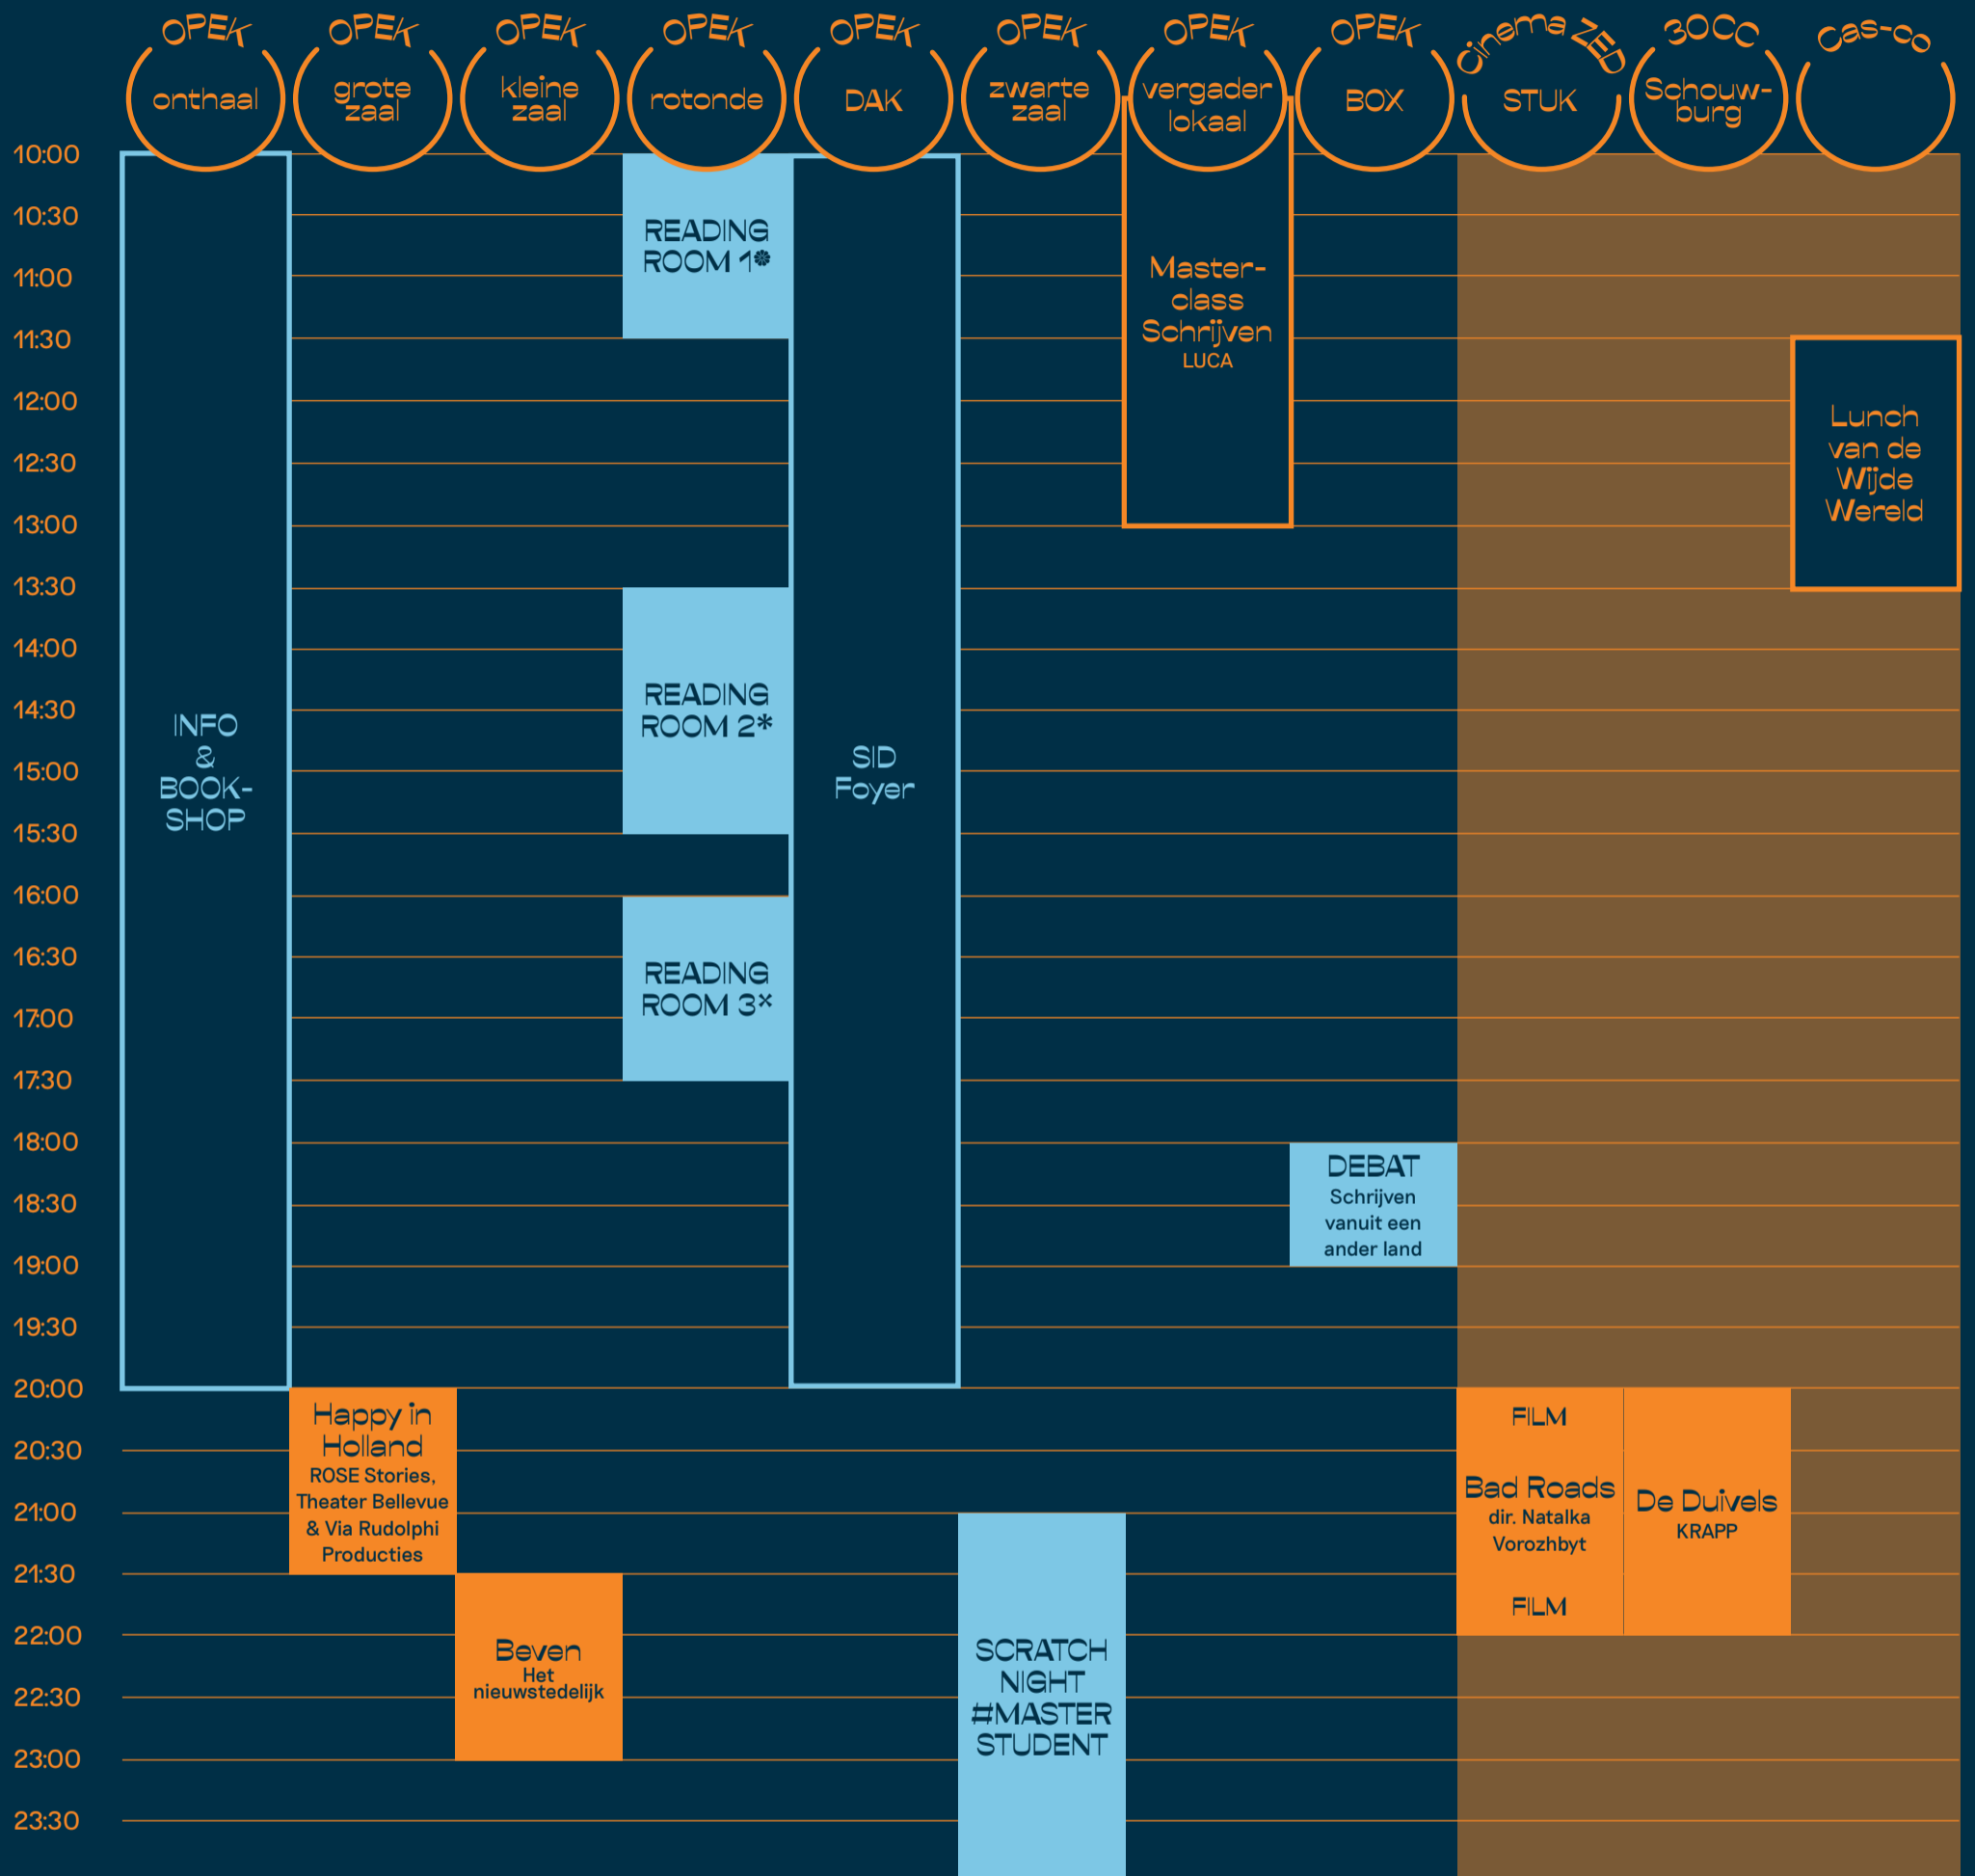 OPEK
onthaal
OPEK
grote
zaal
OPEK
kleine
zaal
OPEK
rotonde
OPEK
DAK
OPEK
zwarte
zaal
OPEK
vergader
lokaal
OPEK
BOX
Cinema ZED
STUK
3OCC
Schouw-
burg
Cas-co
10:00
10:30
READING
ROOM 1*
11:00
Master-
class
Schrijven
LUCA
11:30
12:00
Lunch
van de
Wijde
Wereld
12:30
13:00
13:30
14:00
14:30
READING
ROOM 2*
INFO
&
BOOK-
SHOP
SID
Foyer
15:00
15:30
16:00
16:30
READING
ROOM 3×
17:00
17:30
18:00
DEBAT
Schrijven
vanuit een
ander land
18:30
19:00
19:30
20:00
Happy in
Holland
ROSE Stories,
Theater Bellevue
& Via Rudolphi
Producties
FILM
Bad Roads
dir. Natalka
Vorozhbyt
FILM
De Duivels
KRAPP
20:30
21:00
21:30
22:00
Beven
Het
nieuwstedelijk
SCRATCH
NIGHT
#MASTER
STUDENT
22:30
23:00
23:30